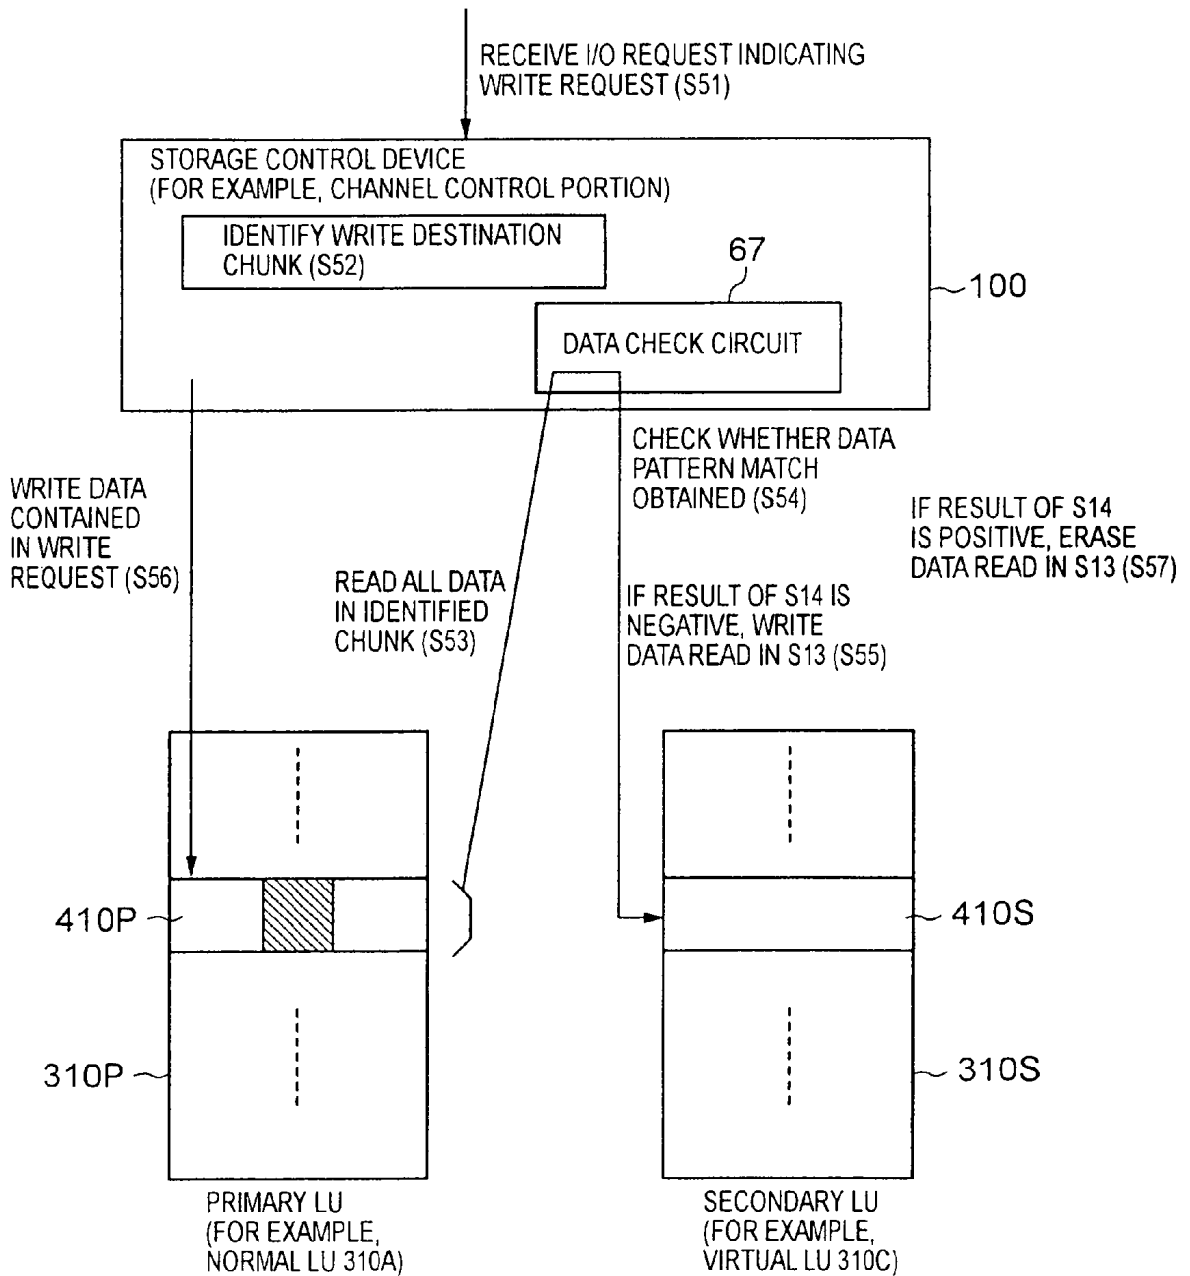 RECEIVE I/O REQUEST INDICATING
WRITE REQUEST (S51)
STORAGE CONTROL DEVICE
(FOR EXAMPLE, CHANNEL CONTROL PORTION)
IDENTIFY WRITE DESTINATION
CHUNK (S52)
67
100
DATA CHECK CIRCUIT
CHECK WHETHER DATA
PATTERN MATCH
OBTAINED (S54)
WRITE DATA
CONTAINED
IN WRITE
REQUEST (S56)
IF RESULT OF S14
IS POSITIVE, ERASE
DATA READ IN S13 (S57)
READ ALL DATA
IN IDENTIFIED
CHUNK (S53)
IF RESULT OF S14 IS
NEGATIVE, WRITE
DATA READ IN S13 (S55)
410P
410S
310P
310S
PRIMARY LU
(FOR EXAMPLE,
NORMAL LU 310A)
SECONDARY LU
(FOR EXAMPLE,
VIRTUAL LU 310C)